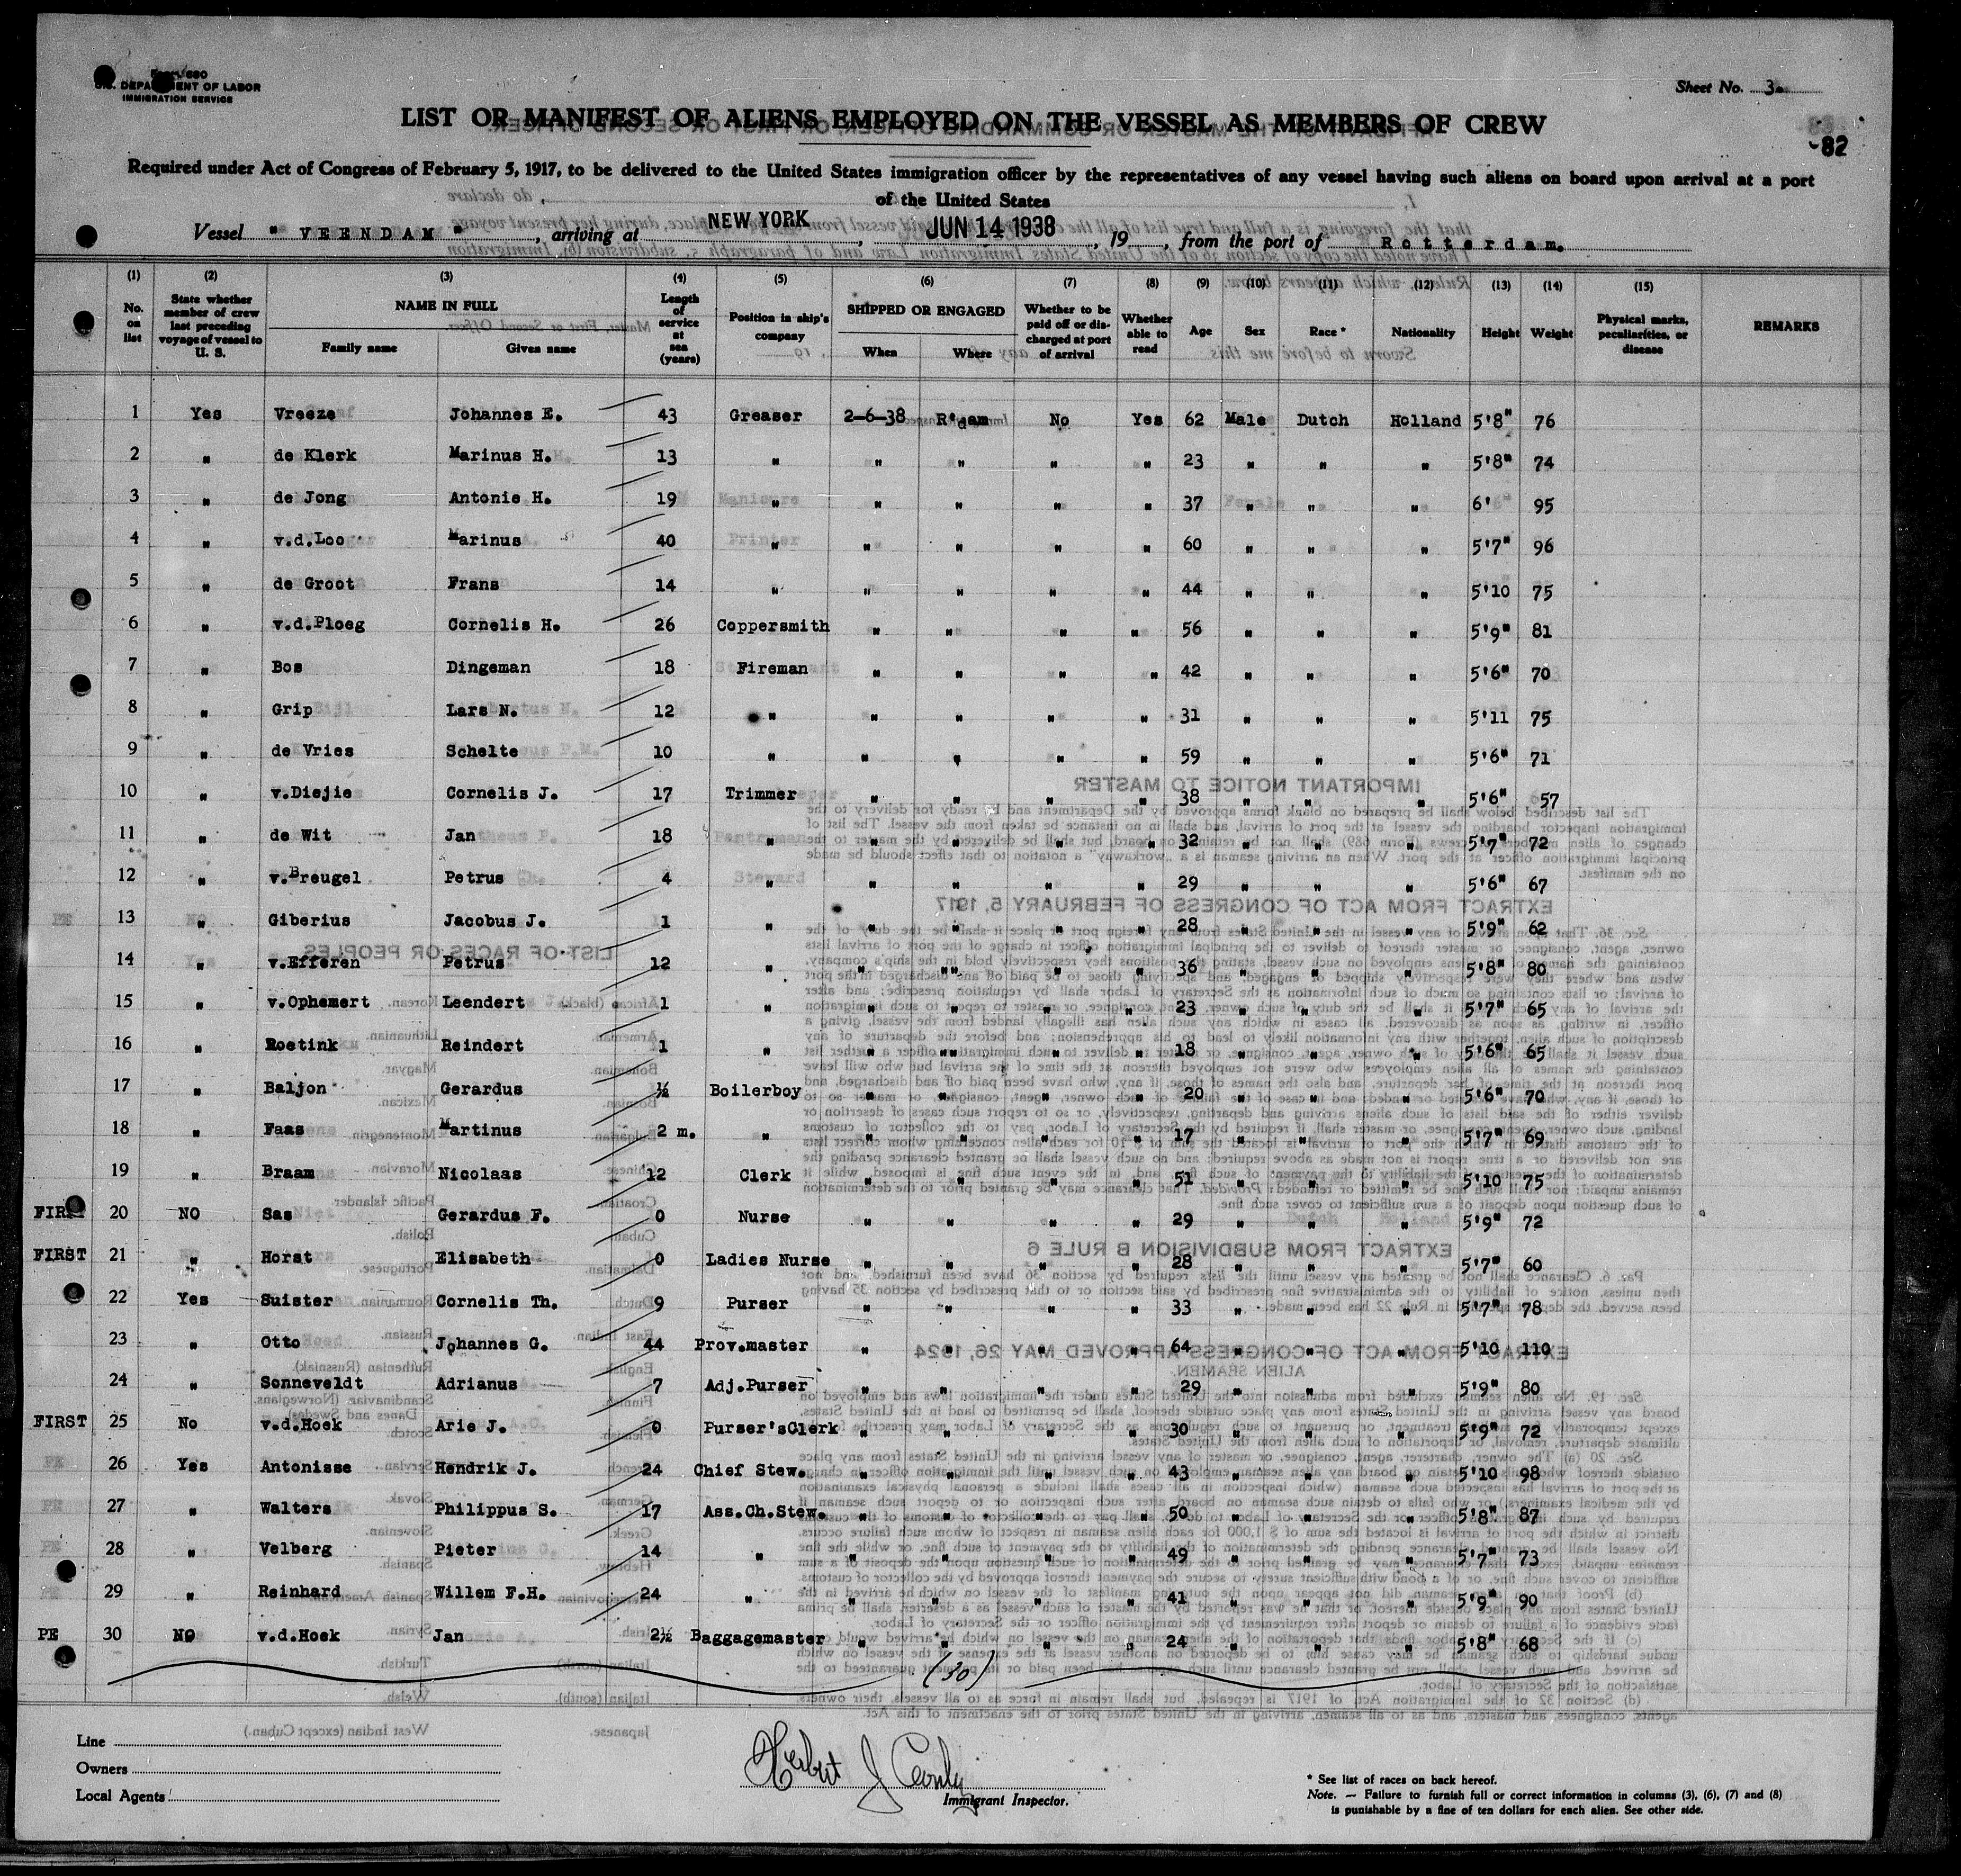 Form 680
U.S. DEPARTMENT OF LABOR
IMMIGRATION SERVICE
Sheet No. 3.
LIST OR MANIFEST OF ALIENS EMPLOYED ON THE VESSEL AS MEMBERS OF CREW
82
Required under Act of Congress of February 5, 1917, to be delivered to the United States immigration officer by the representatives of any vessel having such aliens on board upon arrival at a port
of the United States
Vessel " VEENDAM ", arriving at NEW YORK, JUN 14 1938, 19, from the port of Rotterdam.
(1) (2) (3) (4) (5) (6) (7) (8) (9) (10) (11) (12) (13) (14) (15)
No. on list | State whether member of crew last preceding voyage of vessel to U. S. | NAME IN FULL Family name Given name | Length of service at sea (years) | Position in ship's company | SHIPPED OR ENGAGED When Where | Whether to be paid off or discharged at port of arrival | Whether able to read | Age | Sex | Race * | Nationality | Height | Weight | Physical marks, peculiarities, or disease | REMARKS
1 Yes Vreeze Johannes E. 43 Greaser 2-6-38 R'dam No Yes 62 Male Dutch Holland 5'8" 76
2 " de Klerk Marinus H. 13 " " " " " 23 " " " 5'8" 74
3 " de Jong Antonie H. 19 " " " " " 37 " " " 6' 95
4 " v.d.Loo Marinus 40 " " " " " 60 " " " 5'7" 96
5 " de Groot Frans 14 " " " " " 44 " " " 5'10 75
6 " v.d.Ploeg Cornelis H. 26 Coppersmith " " " " 56 " " " 5'9" 81
7 " Bos Dingeman 18 Fireman " " " " 42 " " " 5'6" 70
8 " Grip Lars N. 12 " " " " " 31 " " " 5'11 75
9 " de Vries Schelte 10 " " " " " 59 " " " 5'6" 71
10 " v.Diejie Cornelis J. 17 Trimmer " " " " 38 " " " 5'6" 57
11 " de Wit Jan 18 " " " " " 32 " " " 5'7" 72
12 " v.Breugel Petrus 4 " " " " " 29 " " " 5'6" 67
13 " Giberius Jacobus J. 1 " " " " " 28 " " " 5'9" 62
14 " v.Efferen Petrus 12 " " " " " 36 " " " 5'8" 80
15 " v.Ophemert Leendert 1 " " " " " 23 " " " 5'7" 65
16 " Roetink Reindert 1 " " " " " 18 " " " 5'6" 65
17 " Baljon Gerardus ½ Boilerboy " " " " 20 " " " 5'6" 70
18 " Faas Martinus 2 m. " " " " " 17 " " " 5'7" 69
19 " Braam Nicolaas 12 Clerk " " " " 51 " " " 5'10 75
FIRST 20 NO Sas Gerardus F. 0 Nurse " " " " 29 " " " 5'9" 72
FIRST 21 " Horst Elisabeth 0 Ladies Nurse " " " " 28 " " " 5'7" 60
22 Yes Suister Cornelis Th. 9 Purser " " " " 33 " " " 5'7" 78
23 " Otto Johannes G. 44 Prov.master " " " " 64 " " " 5'10 110
24 " Sonneveldt Adrianus 7 Adj.Purser " " " " 29 " " " 5'9" 80
FIRST 25 No v.d.Hoek Arie J. 0 Purser'sClerk " " " " 30 " " " 5'9" 72
26 Yes Antonisse Hendrik J. 24 Chief Stew. " " " " 43 " " " 5'10 98
27 " Walters Philippus S. 17 Ass.Ch.Stew. " " " " 50 " " " 5'8" 87
28 " Velberg Pieter 14 " " " " " 49 " " " 5'7" 73
29 " Reinhard Willem F.H. 24 " " " " " 41 " " " 5'9" 90
PE 30 NO v.d.Hoek Jan 2½ Baggagemaster " " " " 24 " " " 5'8" 68
(30)
Line
Owners
Local Agents
Herbert J
Immigrant Inspector.
* See list of races on back hereof.
Note. — Failure to furnish full or correct information in columns (3), (6), (7) and (8)
is punishable by a fine of ten dollars for each alien. See other side.